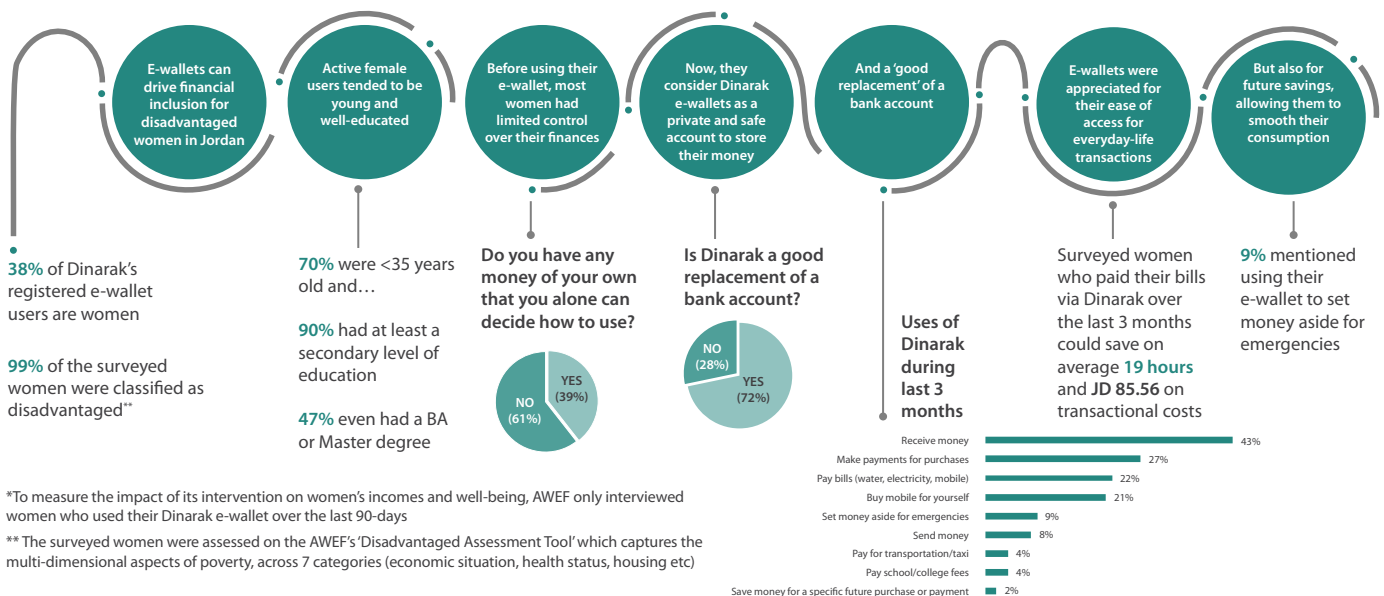 E-wallets can
drive financial
inclusion for
disadvantaged
women in Jordan
Active female
users tended to be
young and
well-educated
Before using their
e-wallet, most
women had
limited control
over their finances
Now, they
consider Dinarak
e-wallets as a
private and safe
account to store
their money
And a ‘good
replacement’ of a
bank account
E-wallets were
appreciated for
their ease of
access for
everyday-life
transactions
But also for
future savings,
allowing them to
smooth their
consumption
38% of Dinarak’s
registered e-wallet
users are women
99% of the surveyed
women were classified as
disadvantaged**
70% were <35 years
old and…
90% had at least a
secondary level of
education
47% even had a BA
or Master degree
Do you have any
money of your own
that you alone can
decide how to use?
YES
(39%)
NO
(61%)
Is Dinarak a good
replacement of a
bank account?
NO
(28%)
YES
(72%)
Uses of
Dinarak
during
last 3
months
Receive money 43%
Make payments for purchases 27%
Pay bills (water, electricity, mobile) 22%
Buy mobile for yourself 21%
Set money aside for emergencies 9%
Send money 8%
Pay for transportation/taxi 4%
Pay school/college fees 4%
Save money for a specific future purchase or payment 2%
Surveyed women
who paid their bills
via Dinarak over
the last 3 months
could save on
average 19 hours
and JD 85.56 on
transactional costs
9% mentioned
using their
e-wallet to set
money aside for
emergencies
*To measure the impact of its intervention on women’s incomes and well-being, AWEF only interviewed
women who used their Dinarak e-wallet over the last 90-days
** The surveyed women were assessed on the AWEF’s ‘Disadvantaged Assessment Tool’ which captures the
multi-dimensional aspects of poverty, across 7 categories (economic situation, health status, housing etc)